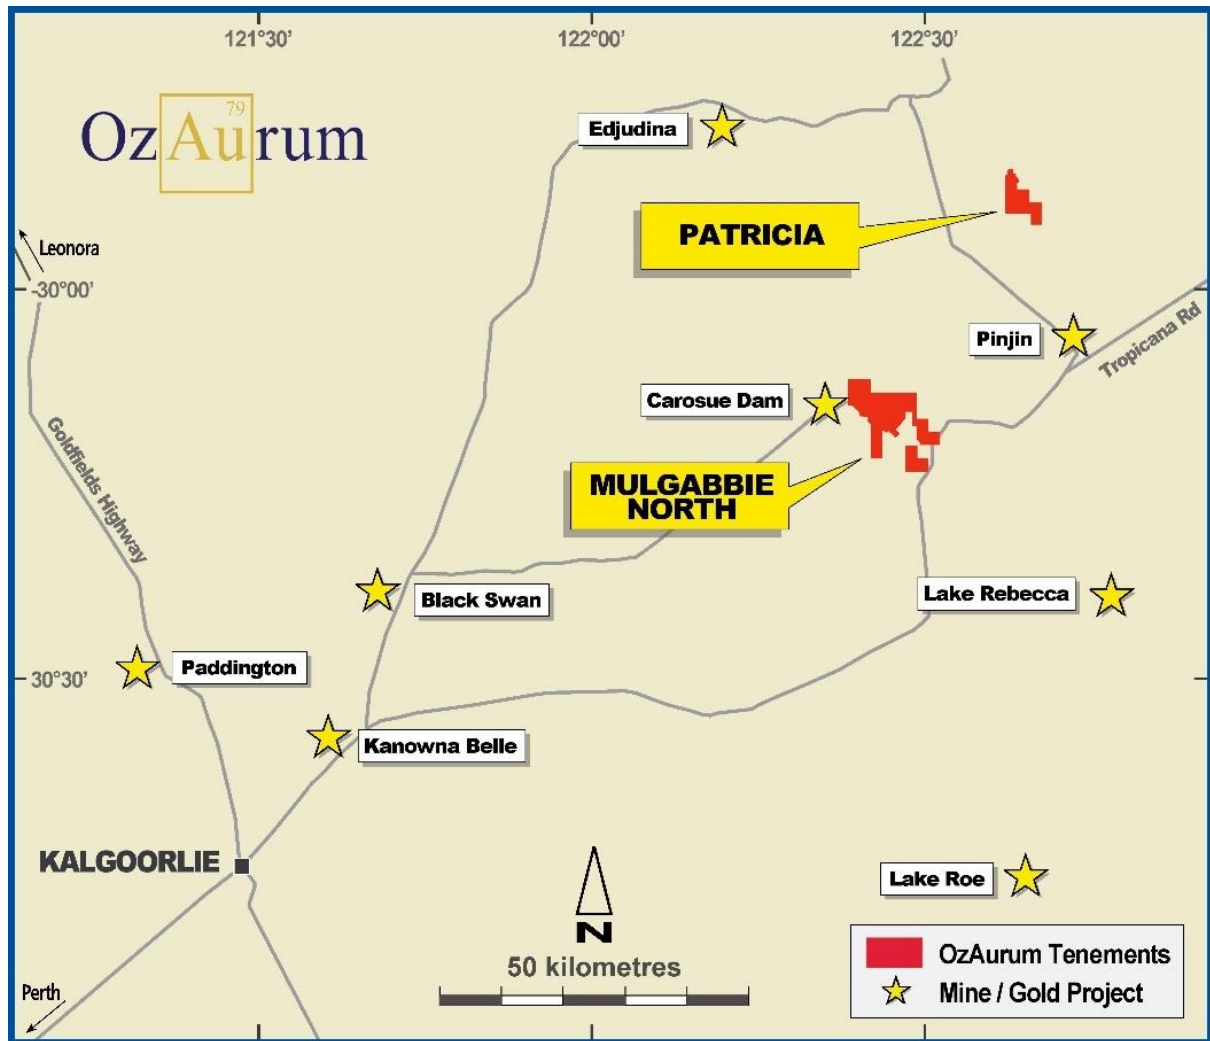 121°30’
122°00’
122°30’
79
OzAurum
Edjudina
PATRICIA
Leonora
-30°00’
Pinjin
Tropicana Rd
Carosue Dam
Goldfields Highway
MULGABBIE
NORTH
Black Swan
Lake Rebecca
Paddington
30°30’
Kanowna Belle
KALGOORLIE
Lake Roe
N
50 kilometres
OzAurum Tenements
Mine / Gold Project
Perth